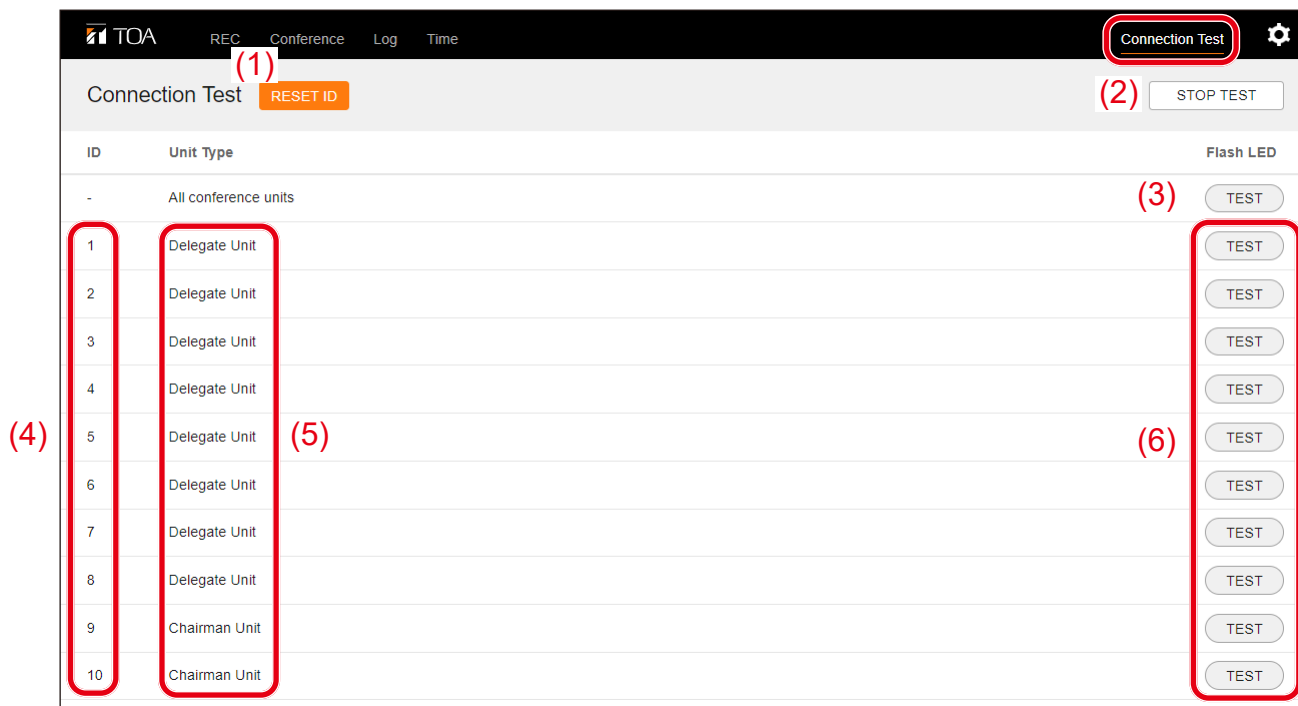 TOA REC Conference Log Time Connection Test
(1)
Connection Test RESET ID (2) STOP TEST
ID Unit Type Flash LED
- All conference units (3) TEST
1 Delegate Unit TEST
2 Delegate Unit TEST
3 Delegate Unit TEST
4 Delegate Unit TEST
(4) 5 Delegate Unit (5) (6) TEST
6 Delegate Unit TEST
7 Delegate Unit TEST
8 Delegate Unit TEST
9 Chairman Unit TEST
10 Chairman Unit TEST